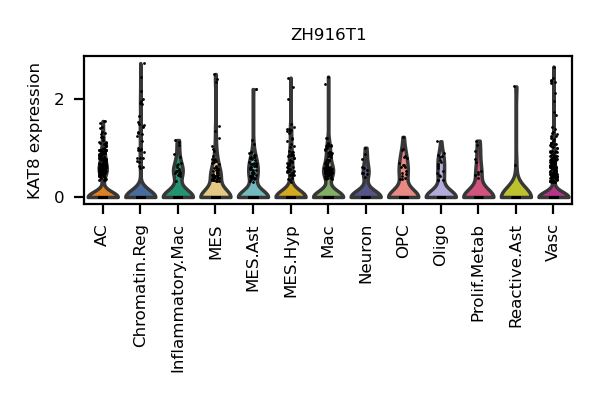 ZH916T1
KAT8 expression
2
0
AC
Chromatin.Reg
Inflammatory.Mac
MES
MES.Ast
MES.Hyp
Mac
Neuron
OPC
Oligo
Prolif.Metab
Reactive.Ast
Vasc